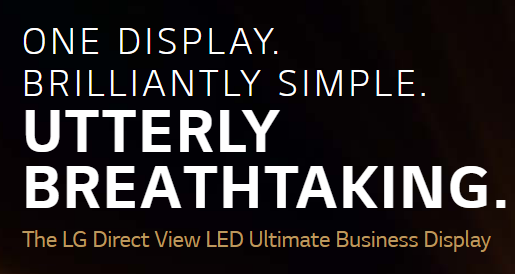 ONE DISPLAY.
BRILLIANTLY SIMPLE.
UTTERLY
BREATHTAKING.
The LG Direct View LED Ultimate Business Display